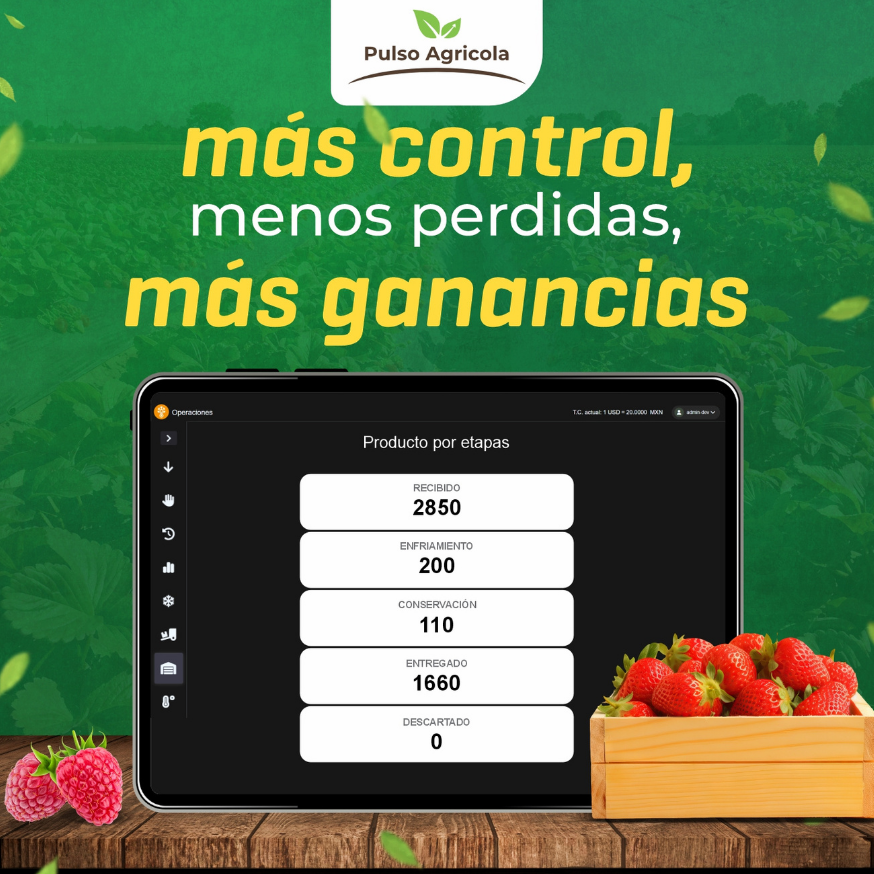 Pulso Agricola
más control,
menos perdidas,
más ganancias
Operaciones
T.C. actual: 1 USD = 20.0000 MXN
admin dev
Producto por etapas
RECIBIDO
2850
ENFRIAMIENTO
200
CONSERVACIÓN
110
ENTREGADO
1660
DESCARTADO
0